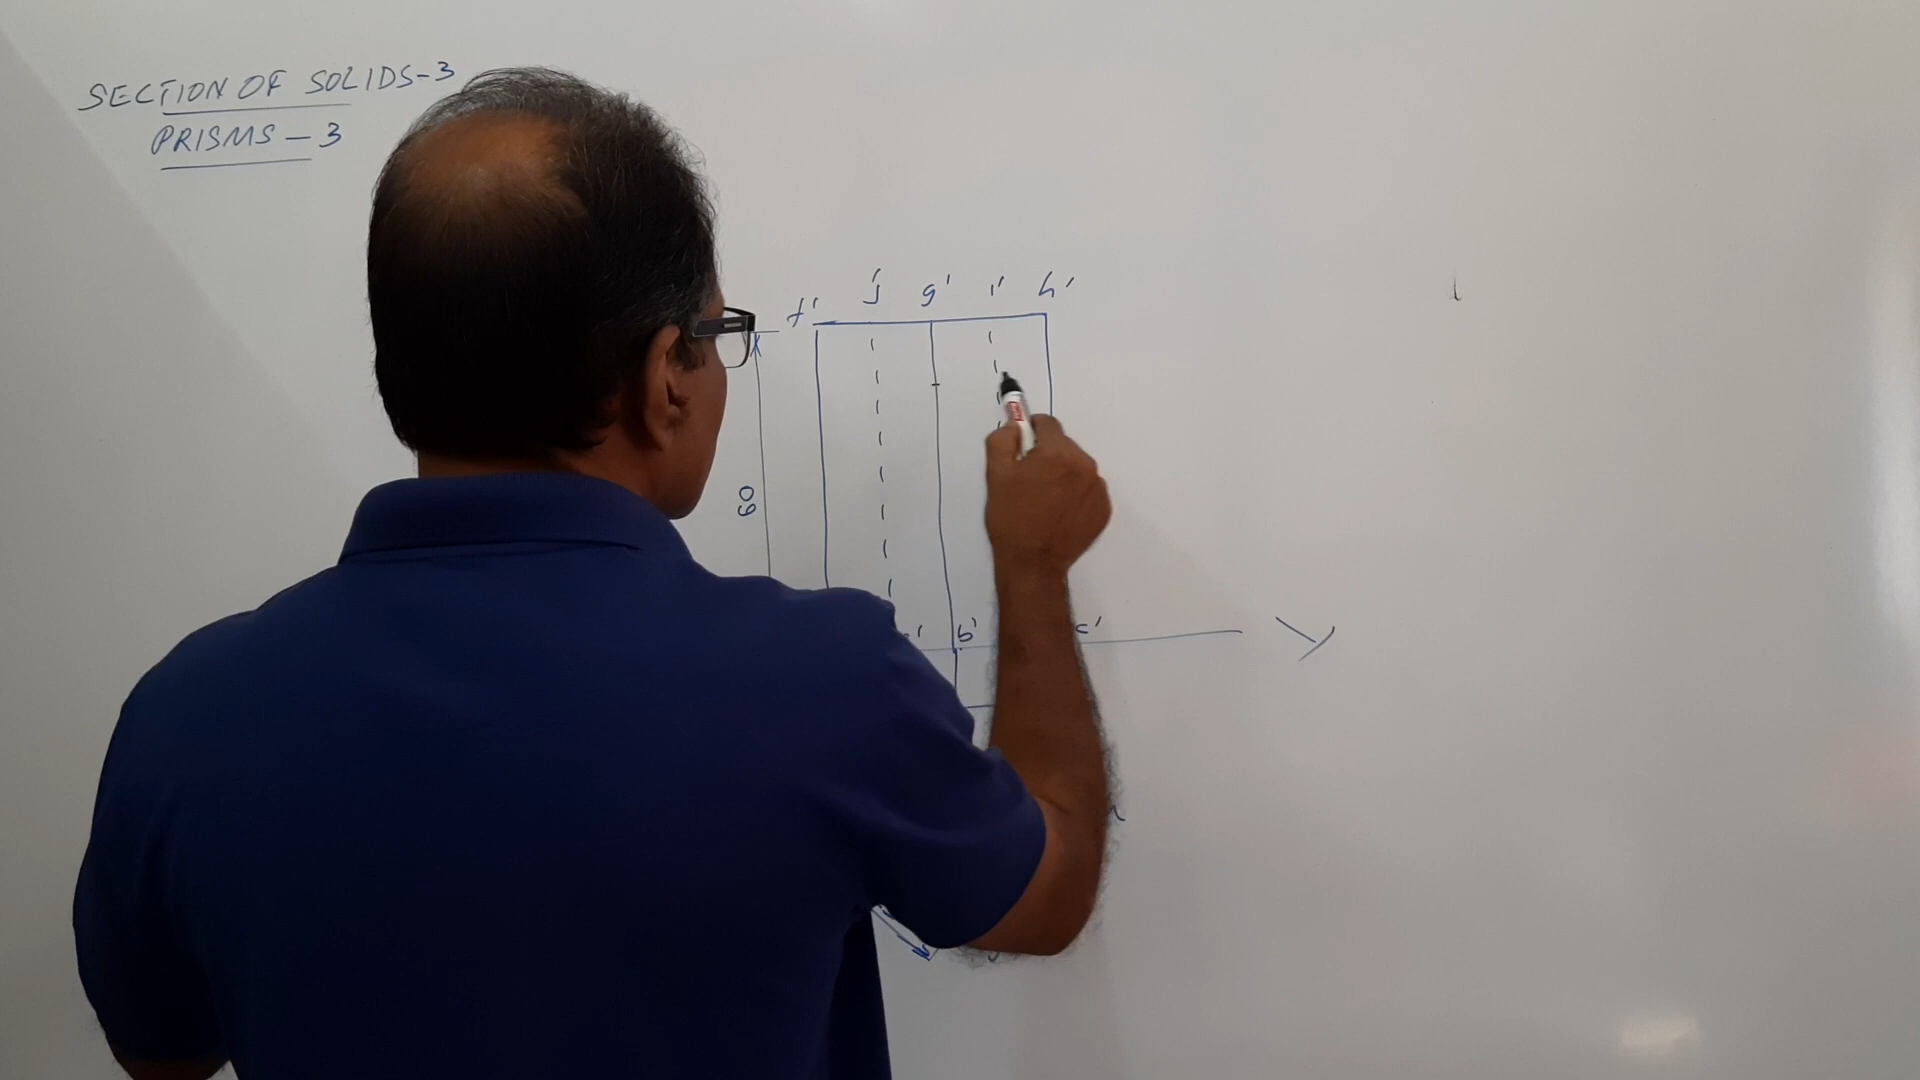 SECTION OF SOLIDS-3
PRISMS - 3
f' j' g' i' h'
60
b' c'
Y